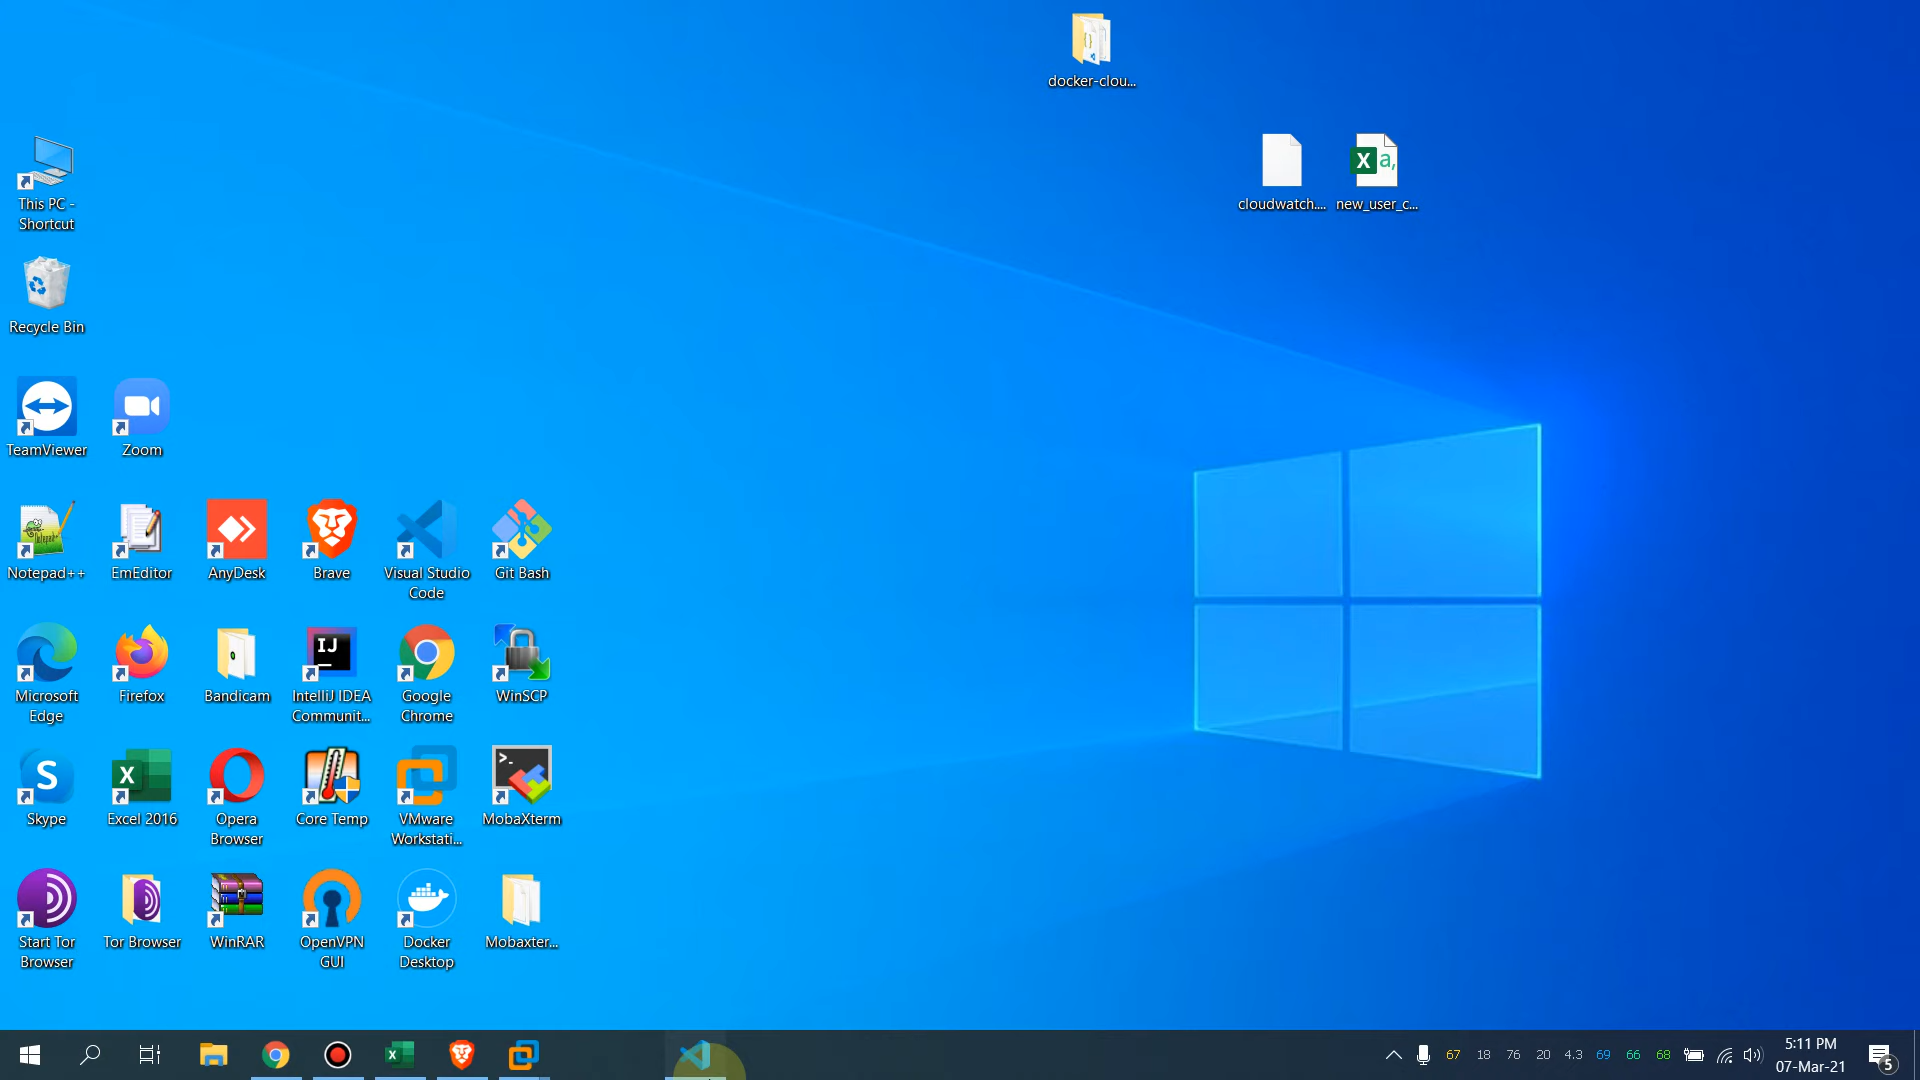 docker-clou...
cloudwatch....
new_user_c...
This PC -
Shortcut
Recycle Bin
TeamViewer
Zoom
Notepad++
EmEditor
AnyDesk
Brave
Visual Studio
Code
Git Bash
Microsoft
Edge
Firefox
Bandicam
IntelliJ IDEA
Communit...
Google
Chrome
WinSCP
Skype
Excel 2016
Opera
Browser
Core Temp
VMware
Workstati...
MobaXterm
Start Tor
Browser
Tor Browser
WinRAR
OpenVPN
GUI
Docker
Desktop
Mobaxter...
67 18 76 20 4.3 69 66 68
5:11 PM
07-Mar-21
5